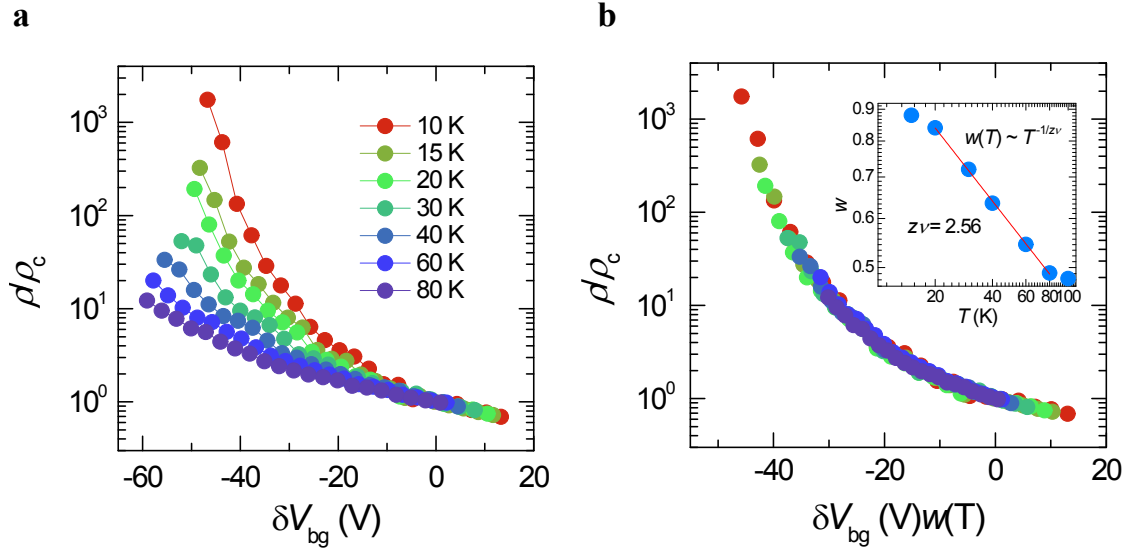 a
10³
10²
10¹
10⁰
ρ/ρc
10 K
15 K
20 K
30 K
40 K
60 K
80 K
-60 -40 -20 0 20
δVbg (V)
b
10³
10²
10¹
10⁰
ρ/ρc
0.9
0.8
0.7
0.6
0.5
w
w(T) ~ T^-1/zν
zν = 2.56
20 40 60 80 100
T (K)
-40 -20 0 20
δVbg (V)w(T)